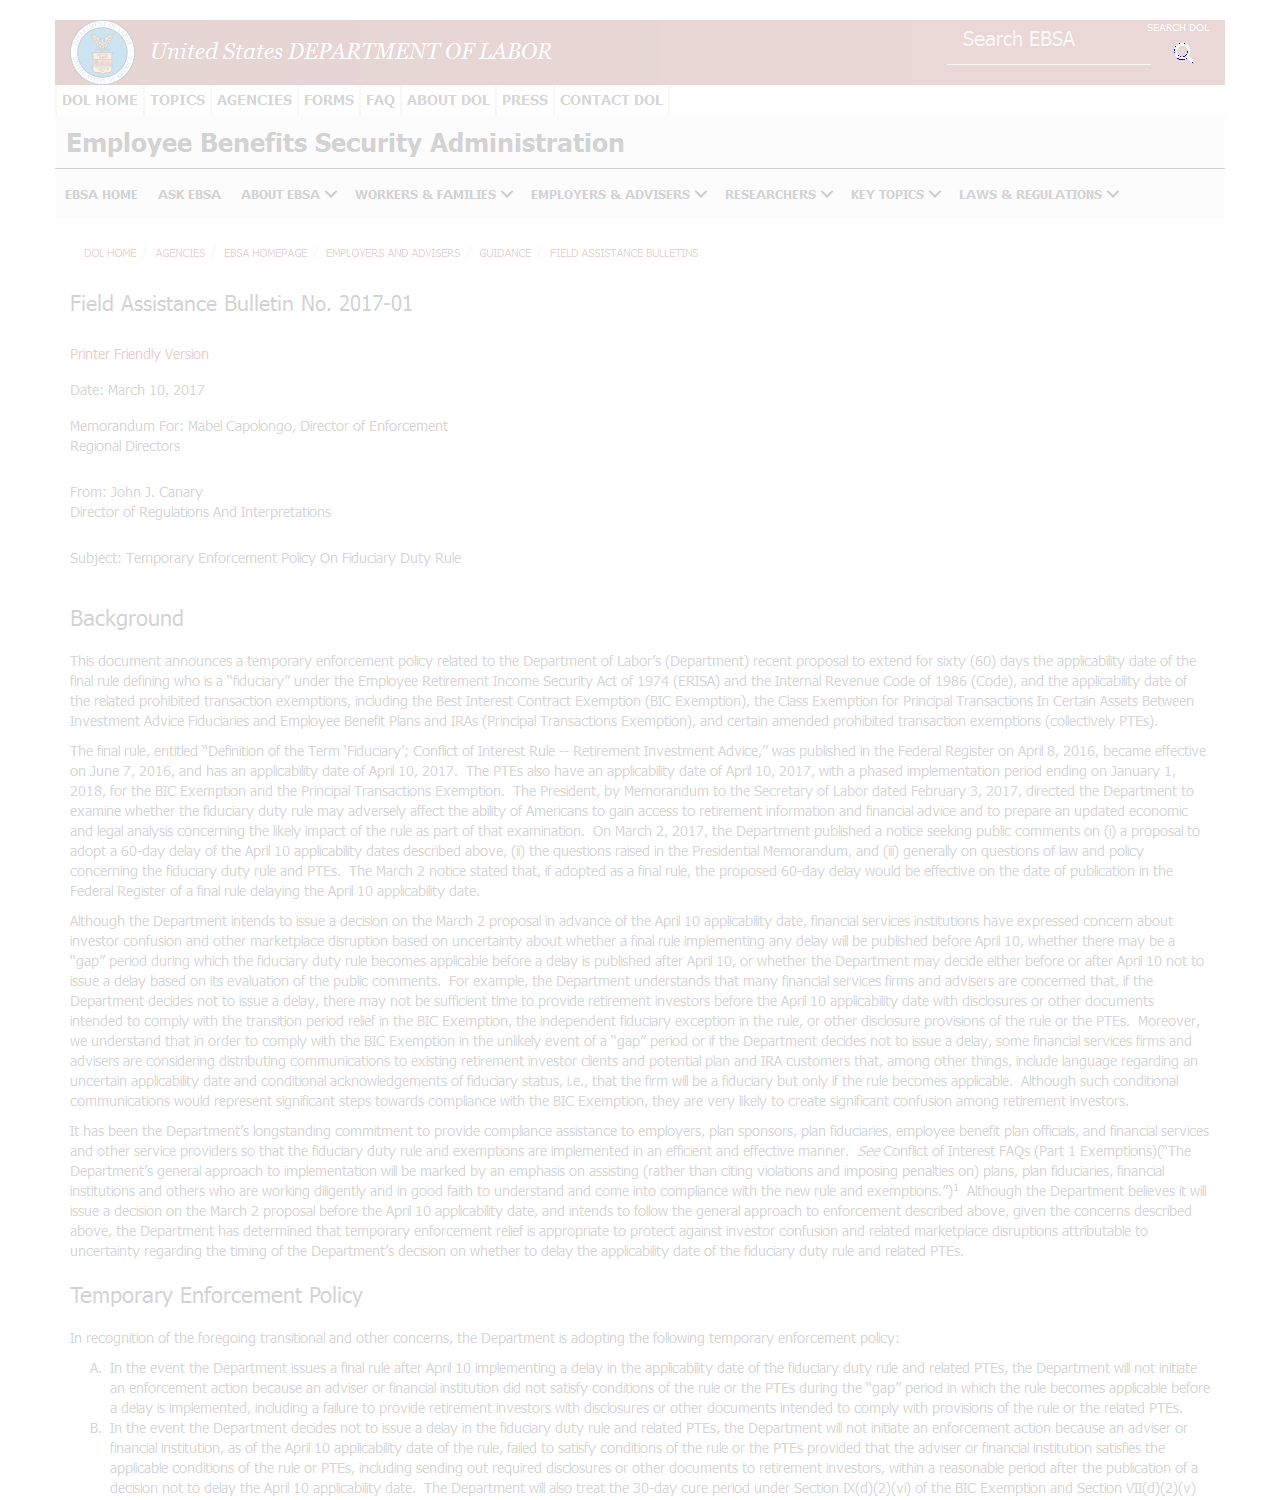 United States DEPARTMENT OF LABOR
Search EBSA
SEARCH DOL
DOL HOME TOPICS AGENCIES FORMS FAQ ABOUT DOL PRESS CONTACT DOL
Employee Benefits Security Administration
EBSA HOME ASK EBSA ABOUT EBSA WORKERS & FAMILIES EMPLOYERS & ADVISERS RESEARCHERS KEY TOPICS LAWS & REGULATIONS
DOL HOME / AGENCIES / EBSA HOMEPAGE / EMPLOYERS AND ADVISERS / GUIDANCE / FIELD ASSISTANCE BULLETINS
Field Assistance Bulletin No. 2017-01
Printer Friendly Version
Date: March 10, 2017
Memorandum For: Mabel Capolongo, Director of Enforcement
Regional Directors
From: John J. Canary
Director of Regulations And Interpretations
Subject: Temporary Enforcement Policy On Fiduciary Duty Rule
Background
This document announces a temporary enforcement policy related to the Department of Labor’s (Department) recent proposal to extend for sixty (60) days the applicability date of the
final rule defining who is a “fiduciary” under the Employee Retirement Income Security Act of 1974 (ERISA) and the Internal Revenue Code of 1986 (Code), and the applicability date of
the related prohibited transaction exemptions, including the Best Interest Contract Exemption (BIC Exemption), the Class Exemption for Principal Transactions In Certain Assets Between
Investment Advice Fiduciaries and Employee Benefit Plans and IRAs (Principal Transactions Exemption), and certain amended prohibited transaction exemptions (collectively PTEs).
The final rule, entitled “Definition of the Term ‘Fiduciary’; Conflict of Interest Rule -- Retirement Investment Advice,” was published in the Federal Register on April 8, 2016, became effective
on June 7, 2016, and has an applicability date of April 10, 2017.  The PTEs also have an applicability date of April 10, 2017, with a phased implementation period ending on January 1,
2018, for the BIC Exemption and the Principal Transactions Exemption.  The President, by Memorandum to the Secretary of Labor dated February 3, 2017, directed the Department to
examine whether the fiduciary duty rule may adversely affect the ability of Americans to gain access to retirement information and financial advice and to prepare an updated economic
and legal analysis concerning the likely impact of the rule as part of that examination.  On March 2, 2017, the Department published a notice seeking public comments on (i) a proposal to
adopt a 60-day delay of the April 10 applicability dates described above, (ii) the questions raised in the Presidential Memorandum, and (iii) generally on questions of law and policy
concerning the fiduciary duty rule and PTEs.  The March 2 notice stated that, if adopted as a final rule, the proposed 60-day delay would be effective on the date of publication in the
Federal Register of a final rule delaying the April 10 applicability date.
Although the Department intends to issue a decision on the March 2 proposal in advance of the April 10 applicability date, financial services institutions have expressed concern about
investor confusion and other marketplace disruption based on uncertainty about whether a final rule implementing any delay will be published before April 10, whether there may be a
“gap” period during which the fiduciary duty rule becomes applicable before a delay is published after April 10, or whether the Department may decide either before or after April 10 not to
issue a delay based on its evaluation of the public comments.  For example, the Department understands that many financial services firms and advisers are concerned that, if the
Department decides not to issue a delay, there may not be sufficient time to provide retirement investors before the April 10 applicability date with disclosures or other documents
intended to comply with the transition period relief in the BIC Exemption, the independent fiduciary exception in the rule, or other disclosure provisions of the rule or the PTEs.  Moreover,
we understand that in order to comply with the BIC Exemption in the unlikely event of a “gap” period or if the Department decides not to issue a delay, some financial services firms and
advisers are considering distributing communications to existing retirement investor clients and potential plan and IRA customers that, among other things, include language regarding an
uncertain applicability date and conditional acknowledgements of fiduciary status, i.e., that the firm will be a fiduciary but only if the rule becomes applicable.  Although such conditional
communications would represent significant steps towards compliance with the BIC Exemption, they are very likely to create significant confusion among retirement investors.
It has been the Department’s longstanding commitment to provide compliance assistance to employers, plan sponsors, plan fiduciaries, employee benefit plan officials, and financial services
and other service providers so that the fiduciary duty rule and exemptions are implemented in an efficient and effective manner.  See Conflict of Interest FAQs (Part 1 Exemptions)(“The
Department’s general approach to implementation will be marked by an emphasis on assisting (rather than citing violations and imposing penalties on) plans, plan fiduciaries, financial
institutions and others who are working diligently and in good faith to understand and come into compliance with the new rule and exemptions.”)1  Although the Department believes it will
issue a decision on the March 2 proposal before the April 10 applicability date, and intends to follow the general approach to enforcement described above, given the concerns described
above, the Department has determined that temporary enforcement relief is appropriate to protect against investor confusion and related marketplace disruptions attributable to
uncertainty regarding the timing of the Department’s decision on whether to delay the applicability date of the fiduciary duty rule and related PTEs.
Temporary Enforcement Policy
In recognition of the foregoing transitional and other concerns, the Department is adopting the following temporary enforcement policy:
A. In the event the Department issues a final rule after April 10 implementing a delay in the applicability date of the fiduciary duty rule and related PTEs, the Department will not initiate
an enforcement action because an adviser or financial institution did not satisfy conditions of the rule or the PTEs during the “gap” period in which the rule becomes applicable before
a delay is implemented, including a failure to provide retirement investors with disclosures or other documents intended to comply with provisions of the rule or the related PTEs.
B. In the event the Department decides not to issue a delay in the fiduciary duty rule and related PTEs, the Department will not initiate an enforcement action because an adviser or
financial institution, as of the April 10 applicability date of the rule, failed to satisfy conditions of the rule or the PTEs provided that the adviser or financial institution satisfies the
applicable conditions of the rule or PTEs, including sending out required disclosures or other documents to retirement investors, within a reasonable period after the publication of a
decision not to delay the April 10 applicability date.  The Department will also treat the 30-day cure period under Section IX(d)(2)(vi) of the BIC Exemption and Section VII(d)(2)(v)